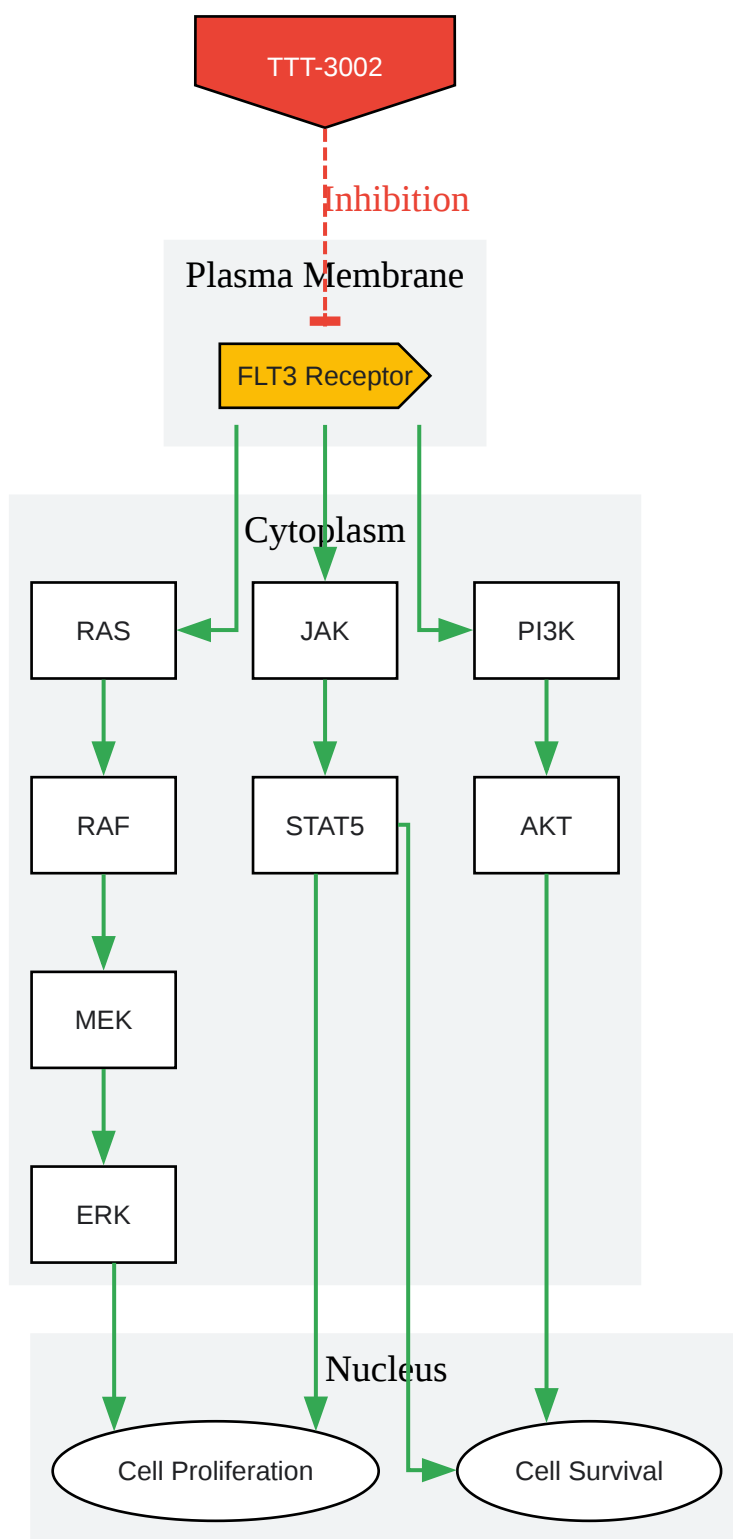 TTT-3002
Inhibition
Plasma Membrane
FLT3 Receptor
Cytoplasm
RAS
JAK
PI3K
RAF
STAT5
AKT
MEK
ERK
Nucleus
Cell Proliferation
Cell Survival